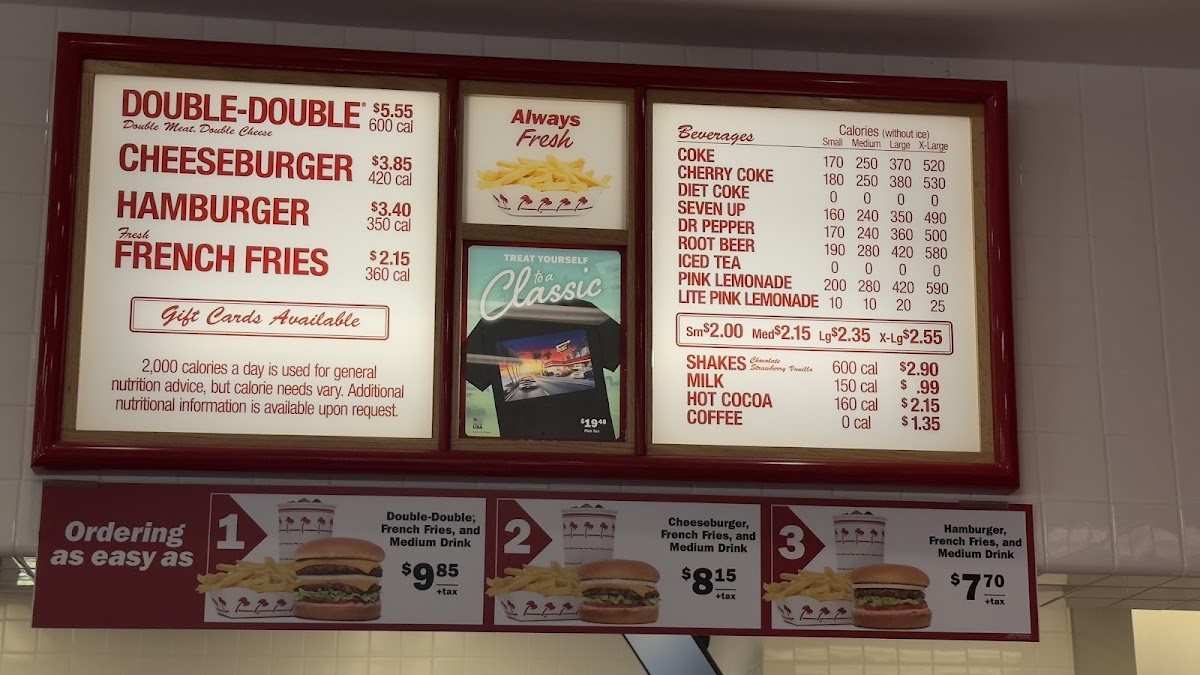 DOUBLE-DOUBLE® $5.55
Double Meat, Double Cheese 600 cal
CHEESEBURGER $3.85
420 cal
HAMBURGER $3.40
350 cal
Fresh
FRENCH FRIES $2.15
360 cal
Gift Cards Available
2,000 calories a day is used for general
nutrition advice, but calorie needs vary. Additional
nutritional information is available upon request.
Always
Fresh
TREAT YOURSELF
to a
Classic
$19.48
Plus Tax
USA
Beverages Calories (without ice)
Small Medium Large X-Large
COKE 170 250 370 520
CHERRY COKE 180 250 380 530
DIET COKE 0 0 0 0
SEVEN UP 160 240 350 490
DR PEPPER 170 240 360 500
ROOT BEER 190 280 420 580
ICED TEA 0 0 0 0
PINK LEMONADE 200 280 420 590
LITE PINK LEMONADE 10 10 20 25
Sm$2.00 Med$2.15 Lg$2.35 X-Lg$2.55
SHAKES Chocolate Strawberry Vanilla 600 cal $2.90
MILK 150 cal $ .99
HOT COCOA 160 cal $2.15
COFFEE 0 cal $1.35
Ordering
as easy as
1
Double-Double,
French Fries, and
Medium Drink
$9.85
+tax
2
Cheeseburger,
French Fries, and
Medium Drink
$8.15
+tax
3
Hamburger,
French Fries, and
Medium Drink
$7.70
+tax